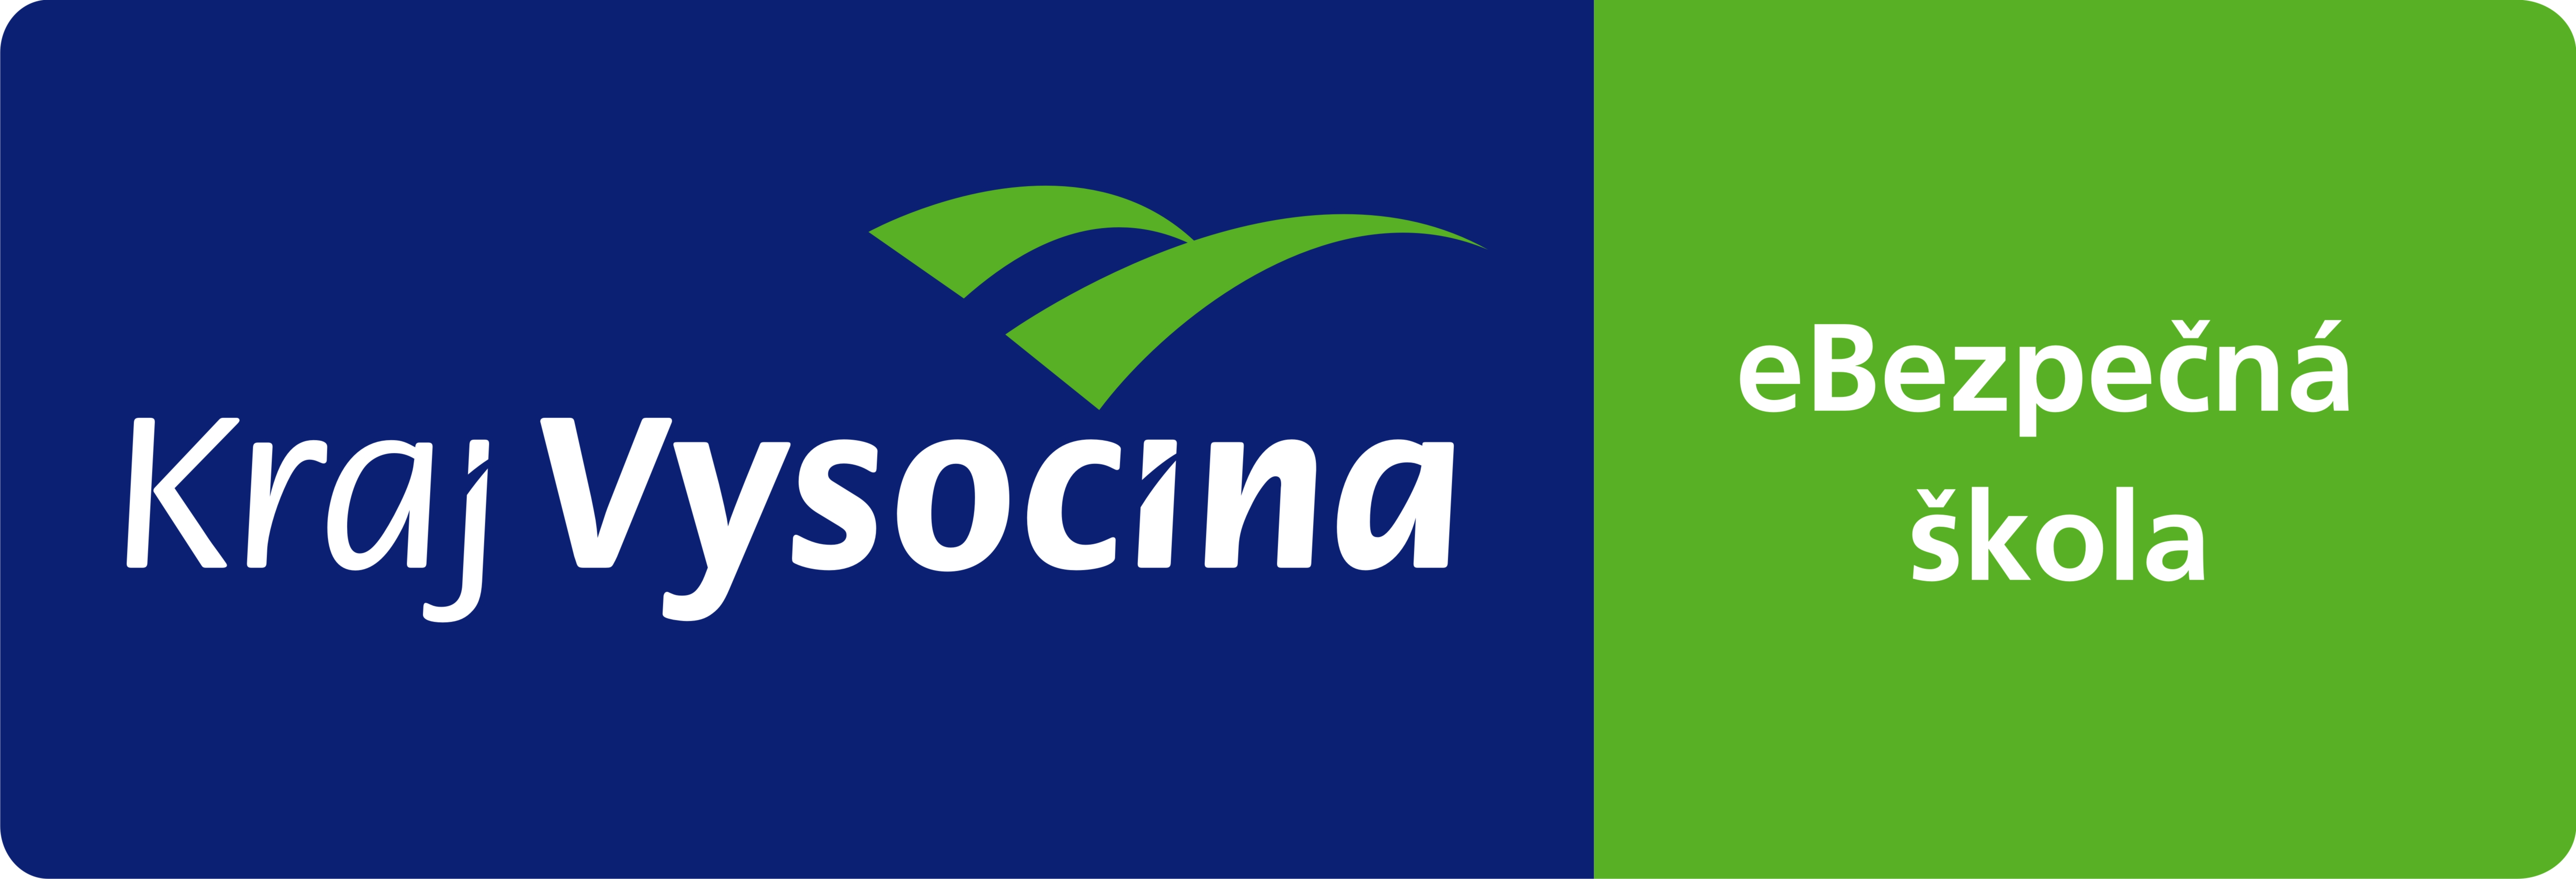 Kraj Vysočina
eBezpečná
škola